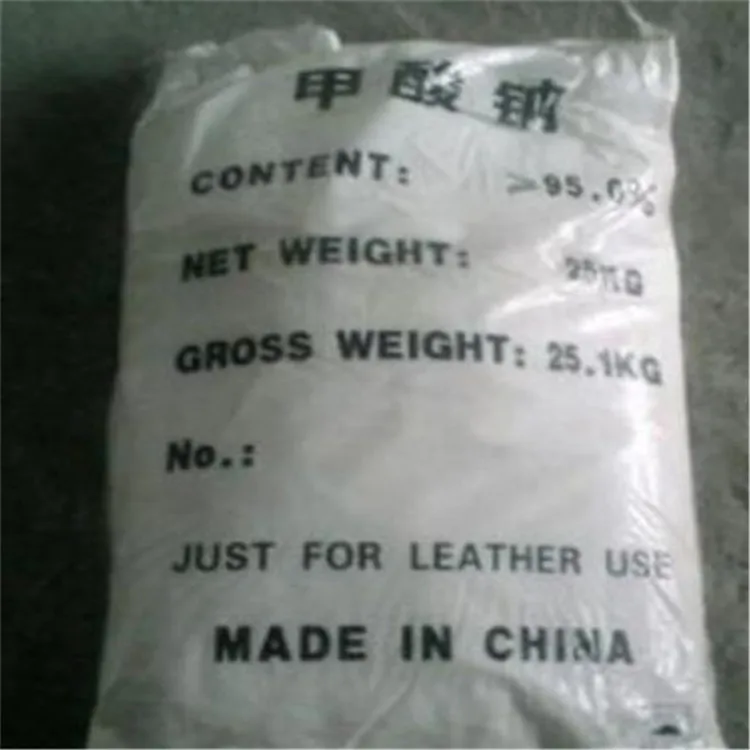 甲酸钠
CONTENT: ≥95.0%
NET WEIGHT: 25KG
GROSS WEIGHT: 25.1KG
No.:
JUST FOR LEATHER USE
MADE IN CHINA